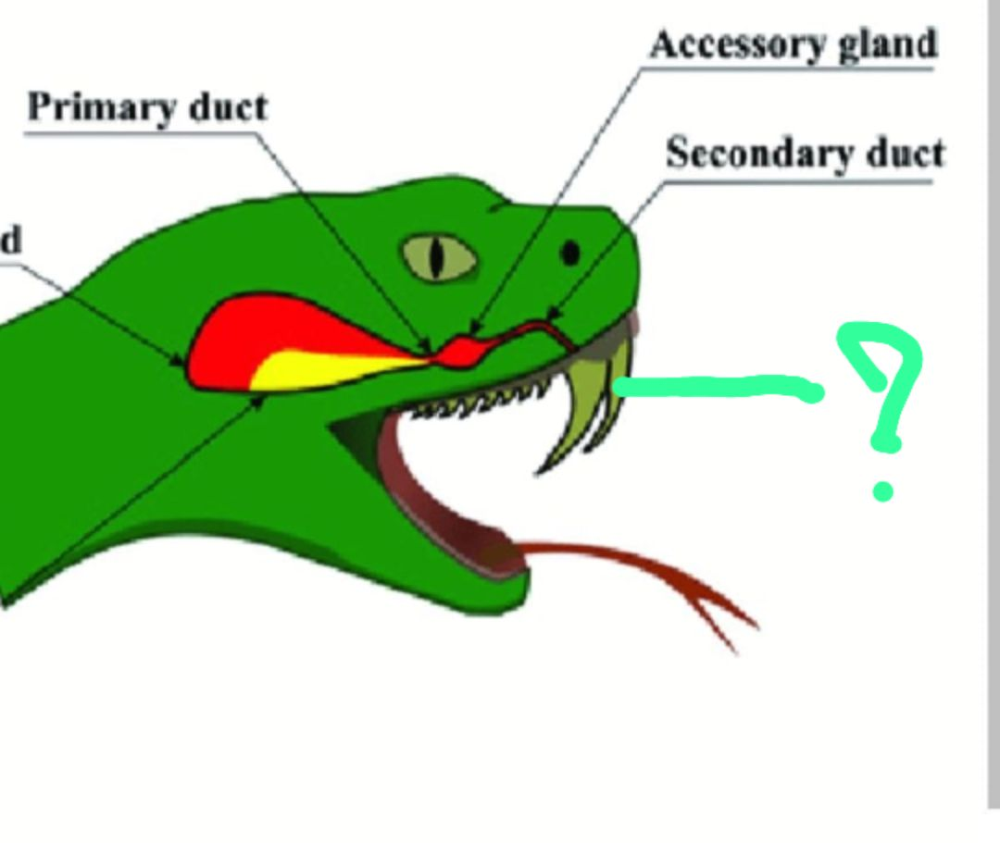 Accessory gland
Primary duct
Secondary duct
d
?